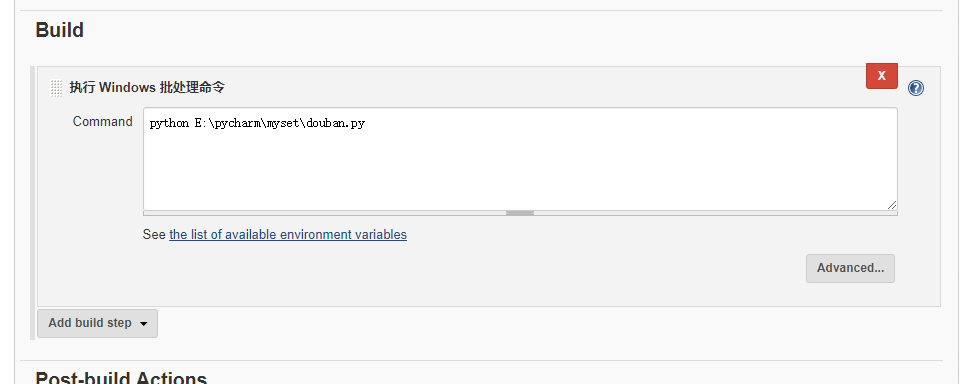 Build
执行 Windows 批处理命令
X
Command
python E:\pycharm\myset\douban.py
See the list of available environment variables
Advanced...
Add build step
Post-build Actions